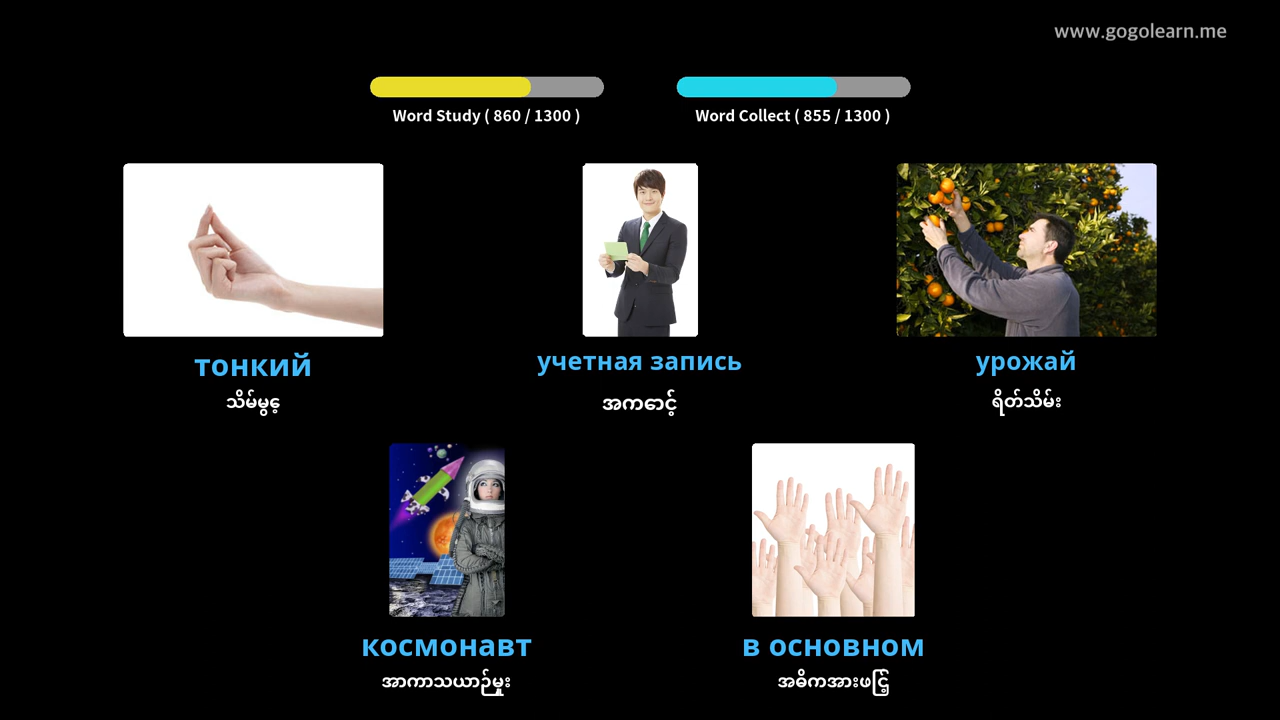 www.gogolearn.me
Word Study ( 860 / 1300 )
Word Collect ( 855 / 1300 )
тонкий
သိမ်မွေ့
учетная запись
အကောင့်
урожай
ရိတ်သိမ်း
космонавт
အာကာသယာဉ်မှူး
в основном
အဓိကအားဖြင့်